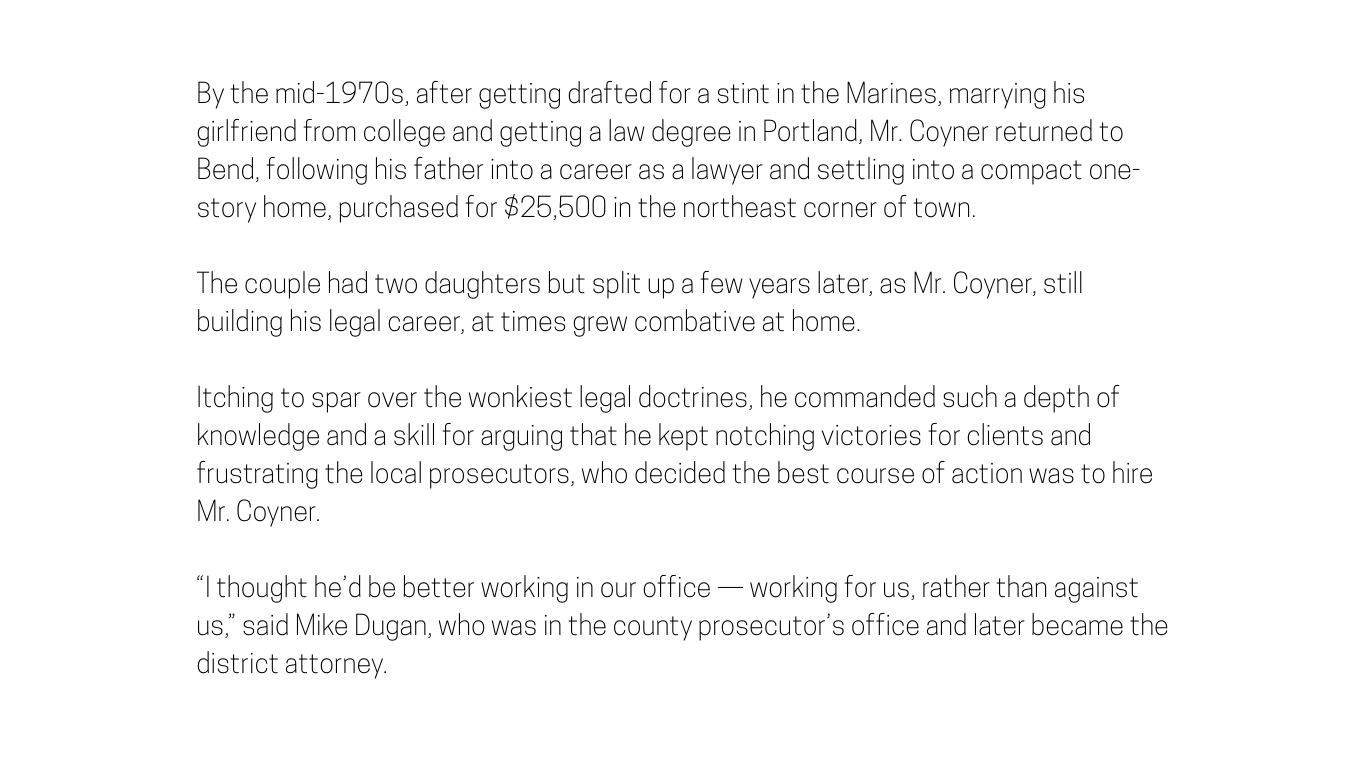 By the mid-1970s, after getting drafted for a stint in the Marines, marrying his
girlfriend from college and getting a law degree in Portland, Mr. Coyner returned to
Bend, following his father into a career as a lawyer and settling into a compact one-
story home, purchased for $25,500 in the northeast corner of town.
The couple had two daughters but split up a few years later, as Mr. Coyner, still
building his legal career, at times grew combative at home.
Itching to spar over the wonkiest legal doctrines, he commanded such a depth of
knowledge and a skill for arguing that he kept notching victories for clients and
frustrating the local prosecutors, who decided the best course of action was to hire
Mr. Coyner.
“I thought he’d be better working in our office — working for us, rather than against
us,” said Mike Dugan, who was in the county prosecutor’s office and later became the
district attorney.